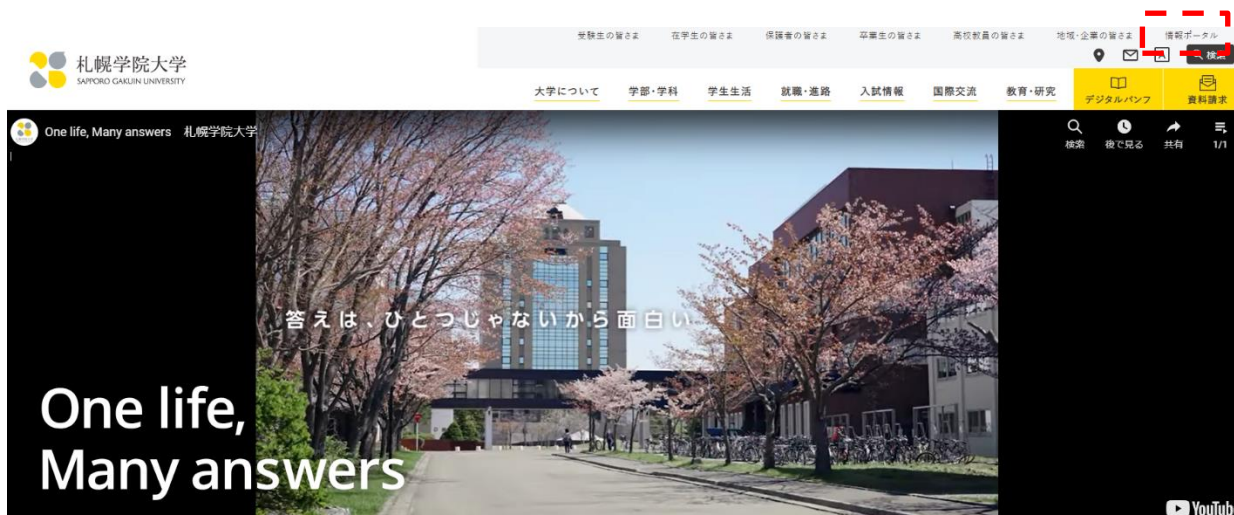 受験生の皆さま 在学生の皆さま 保護者の皆さま 卒業生の皆さま 高校教員の皆さま 地域・企業の皆さま 情報ポータル
札幌学院大学
SAPPORO GAKUIN UNIVERSITY
A 検索
大学について 学部・学科 学生生活 就職・進路 入試情報 国際交流 教育・研究 デジタルパンフ 資料請求
One life, Many answers 札幌学院大学
検索 後で見る 共有 1/1
答えは、ひとつじゃないから面白い
One life,
Many answers
YouTub